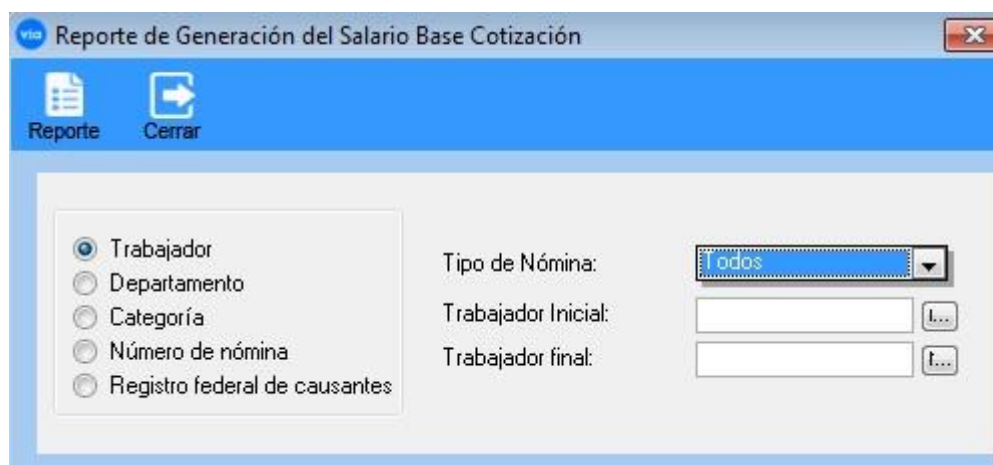 via Reporte de Generación del Salario Base Cotización
Reporte Cerrar
Trabajador
Departamento
Categoría
Número de nómina
Registro federal de causantes
Tipo de Nómina: Todos
Trabajador Inicial:
Trabajador final: